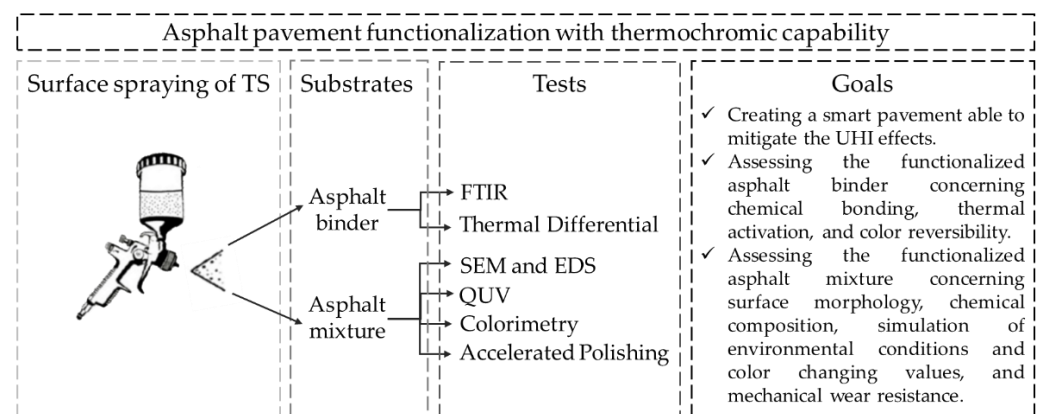 Asphalt pavement functionalization with thermochromic capability
Surface spraying of TS
Substrates
Asphalt
binder
Asphalt
mixture
Tests
FTIR
Thermal Differential
SEM and EDS
QUV
Colorimetry
Accelerated Polishing
Goals
✓ Creating a smart pavement able to
mitigate the UHI effects.
✓ Assessing the functionalized
asphalt binder concerning
chemical bonding, thermal
activation, and color reversibility.
✓ Assessing the functionalized
asphalt mixture concerning
surface morphology, chemical
composition, simulation of
environmental conditions and
color changing values, and
mechanical wear resistance.